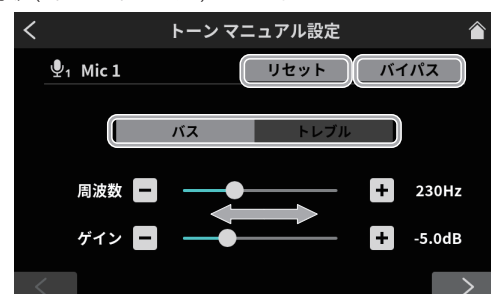 トーン マニュアル設定
1 Mic 1 リセット バイパス
バス トレブル
周波数 230Hz
ゲイン -5.0dB